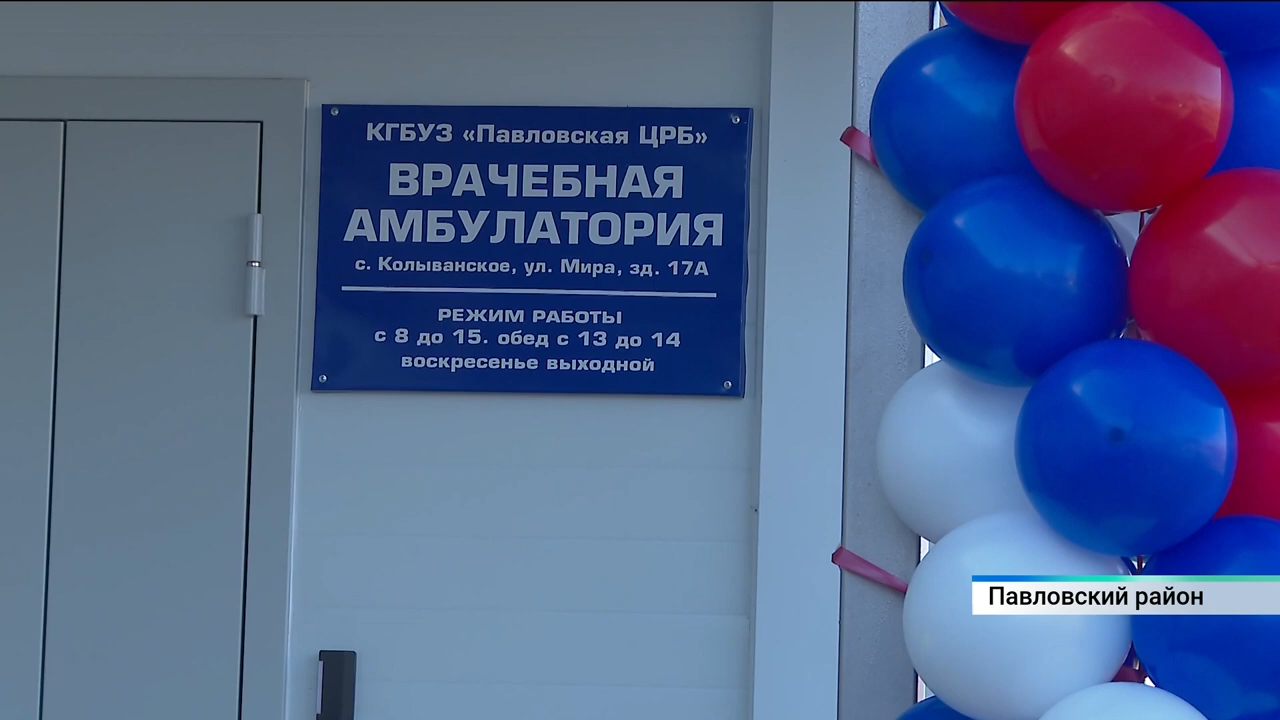 КГБУЗ «Павловская ЦРБ»
ВРАЧЕБНАЯ
АМБУЛАТОРИЯ
с. Колыванское, ул. Мира, зд. 17А
РЕЖИМ РАБОТЫ
с 8 до 15. обед с 13 до 14
воскресенье выходной
Павловский район